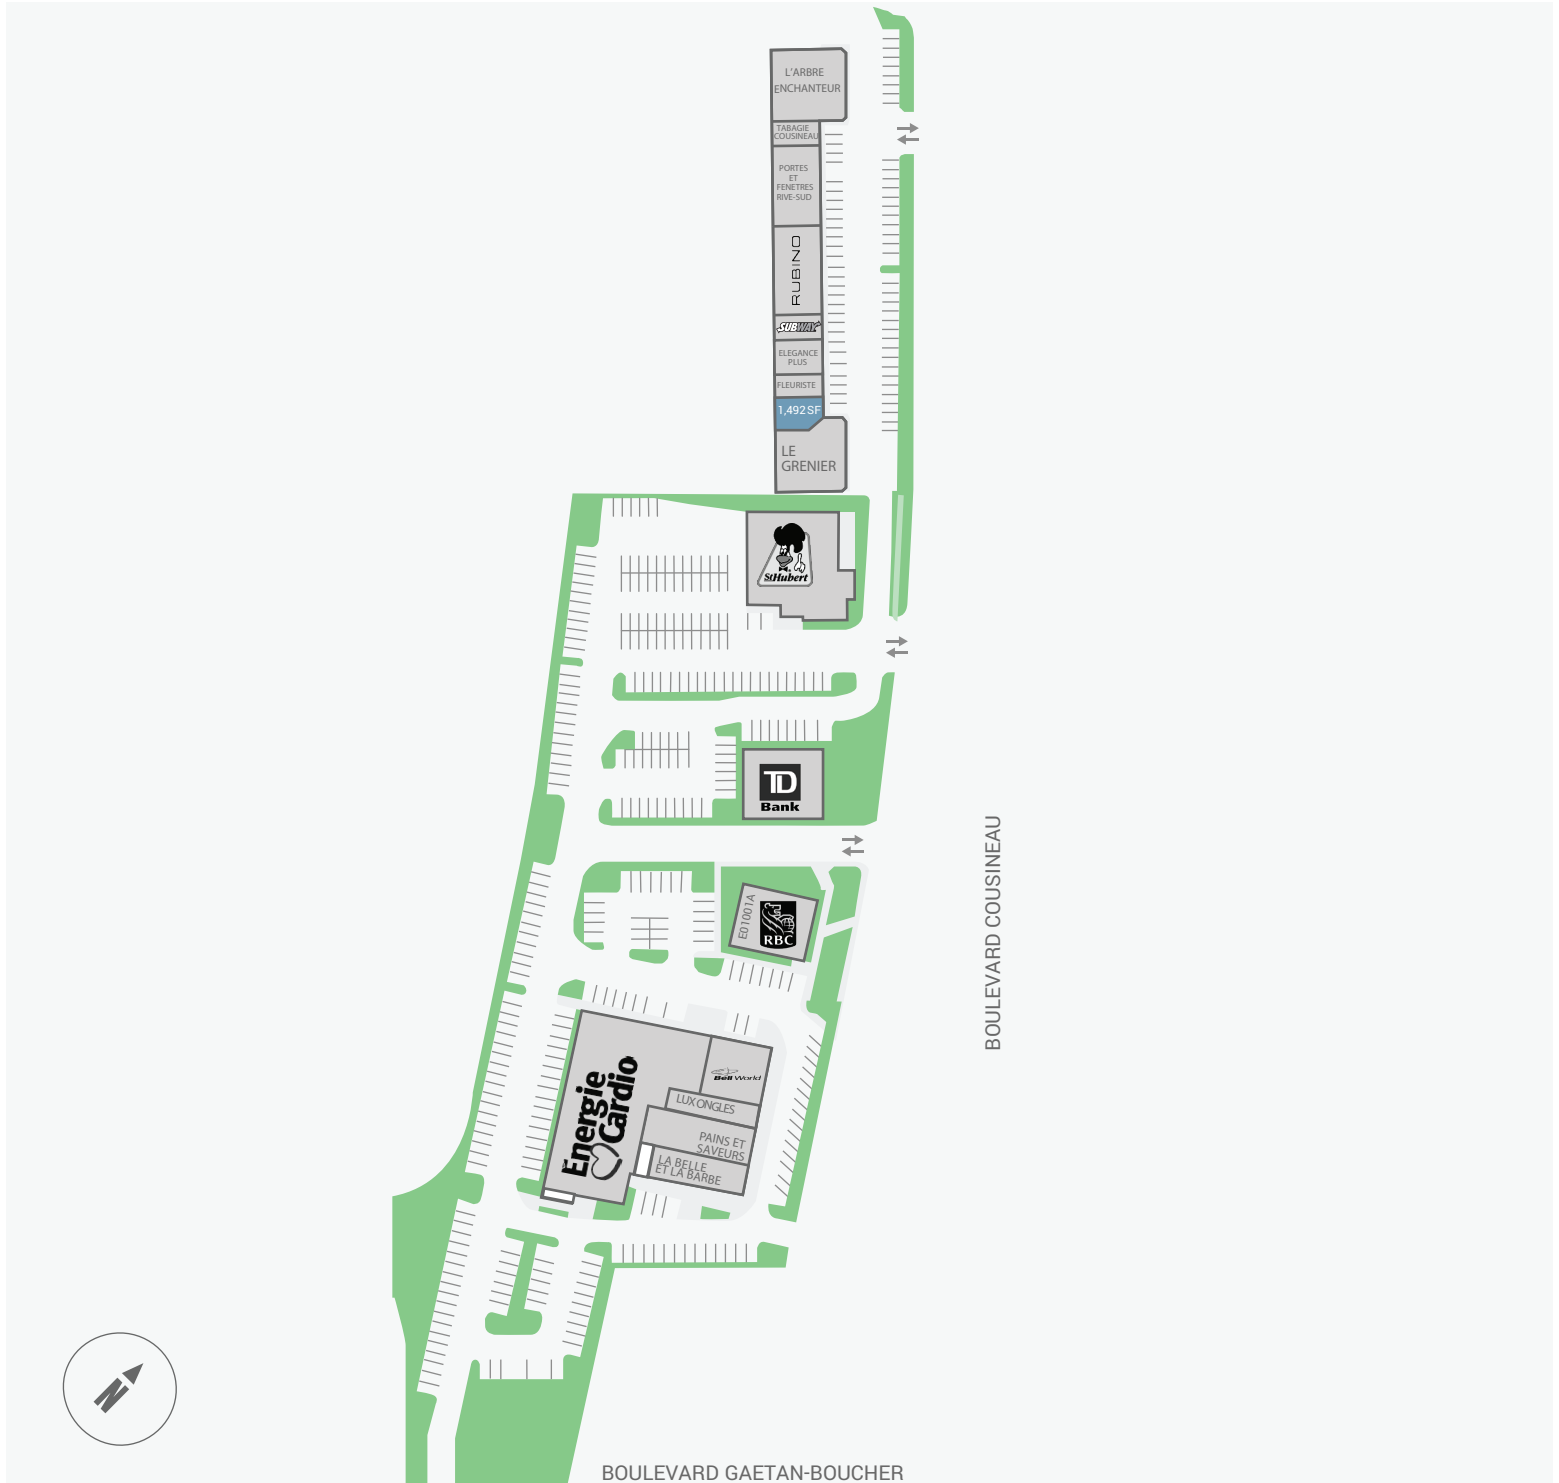 L'ARBRE
ENCHANTEUR
TABAGIE
COUSINEAU
PORTES
ET
FENETRES
RIVE-SUD
RUBINO
SUBWAY
ELEGANCE
PLUS
FLEURISTE
1,492 SF
LE
GRENIER
StHubert
TD
Bank
BOULEVARD COUSINEAU
E01001A
RBC
Energie
Cardio
Bell World
LUX ONGLES
PAINS ET
SAVEURS
LA BELLE
ET LA BARBE
N
BOULEVARD GAETAN-BOUCHER